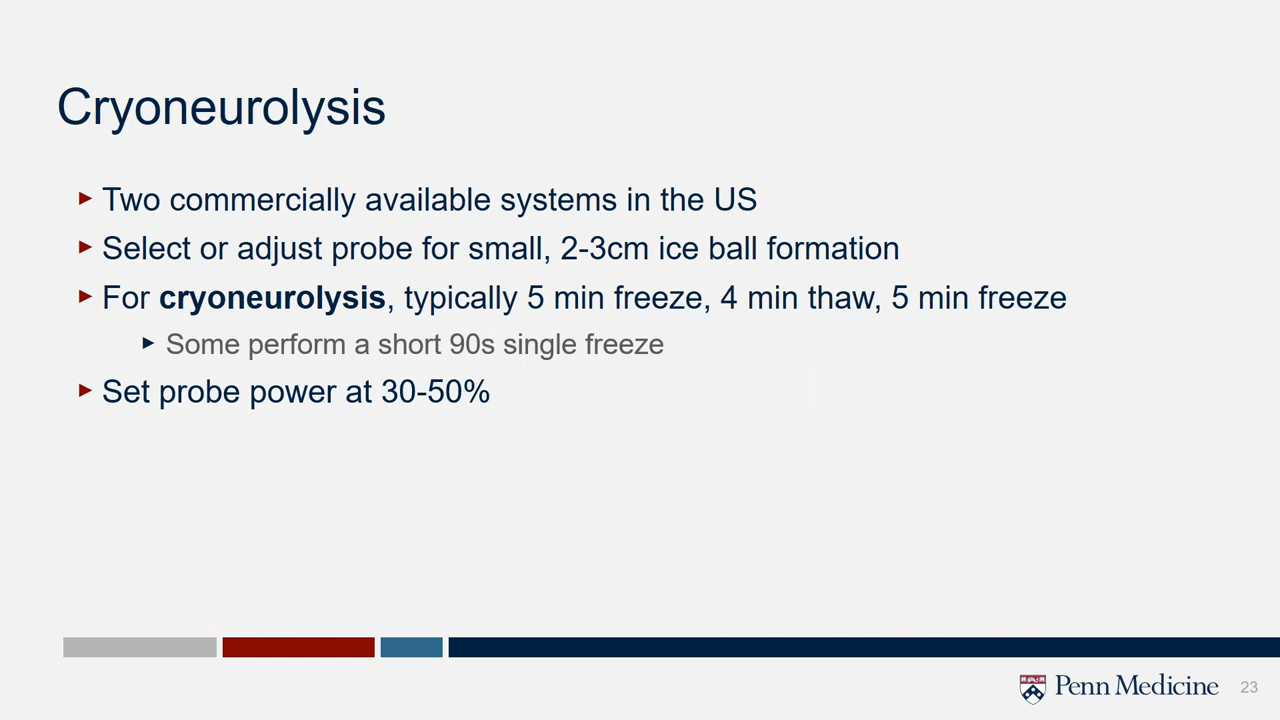 Cryoneurolysis
Two commercially available systems in the US
Select or adjust probe for small, 2-3cm ice ball formation
For cryoneurolysis, typically 5 min freeze, 4 min thaw, 5 min freeze
Some perform a short 90s single freeze
Set probe power at 30-50%
Penn Medicine
23